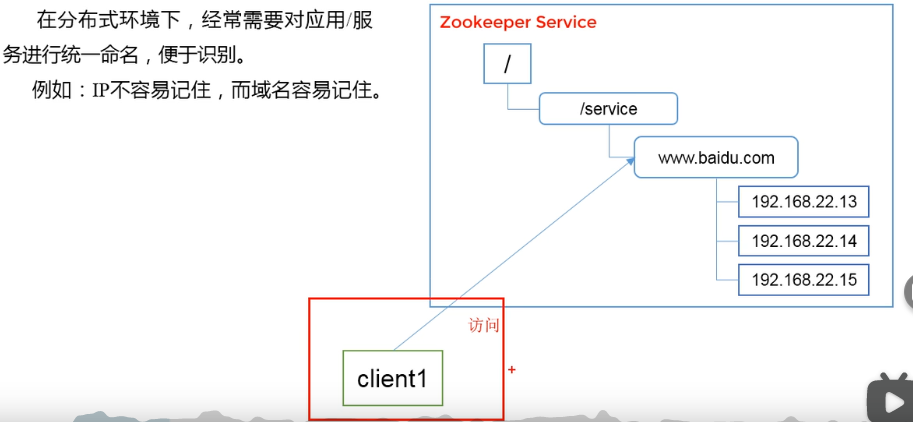 在分布式环境下，经常需要对应用/服
务进行统一命名，便于识别。
例如：IP不容易记住，而域名容易记住。
Zookeeper Service
/
/service
www.baidu.com
192.168.22.13
192.168.22.14
192.168.22.15
访问
client1